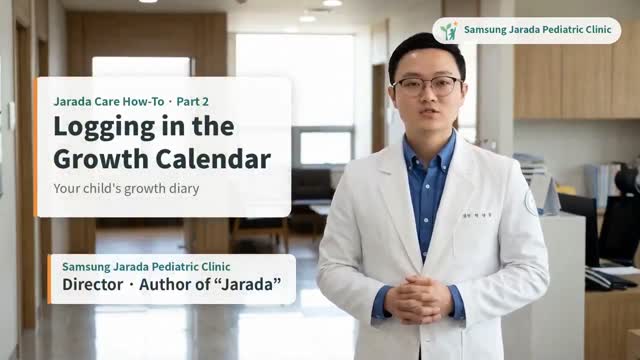 Samsung Jarada Pediatric Clinic
Jarada Care How-To · Part 2
Logging in the
Growth Calendar
Your child's growth diary
Samsung Jarada Pediatric Clinic
Director · Author of “Jarada”